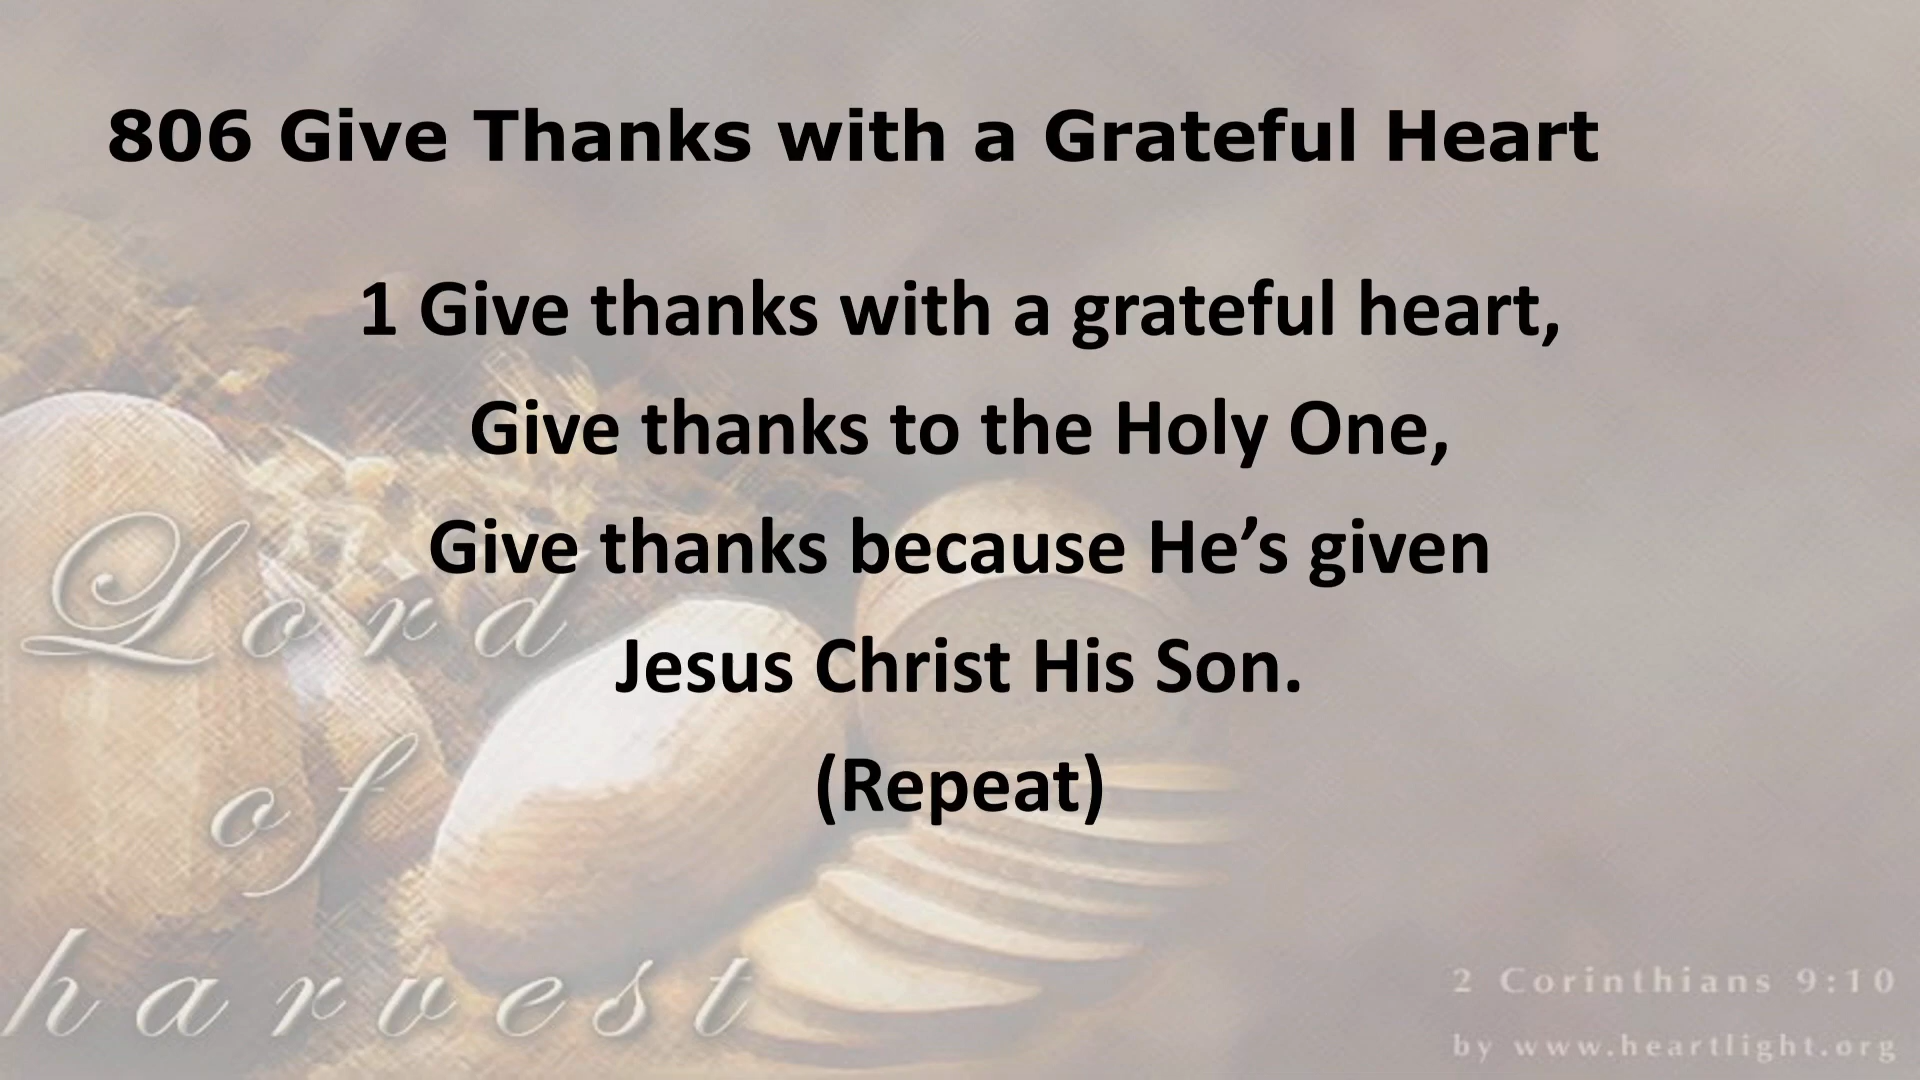 806 Give Thanks with a Grateful Heart
1 Give thanks with a grateful heart,
Give thanks to the Holy One,
Give thanks because He’s given
Jesus Christ His Son.
(Repeat)
Lord
of
harvest
2 Corinthians 9:10
by www.heartlight.org